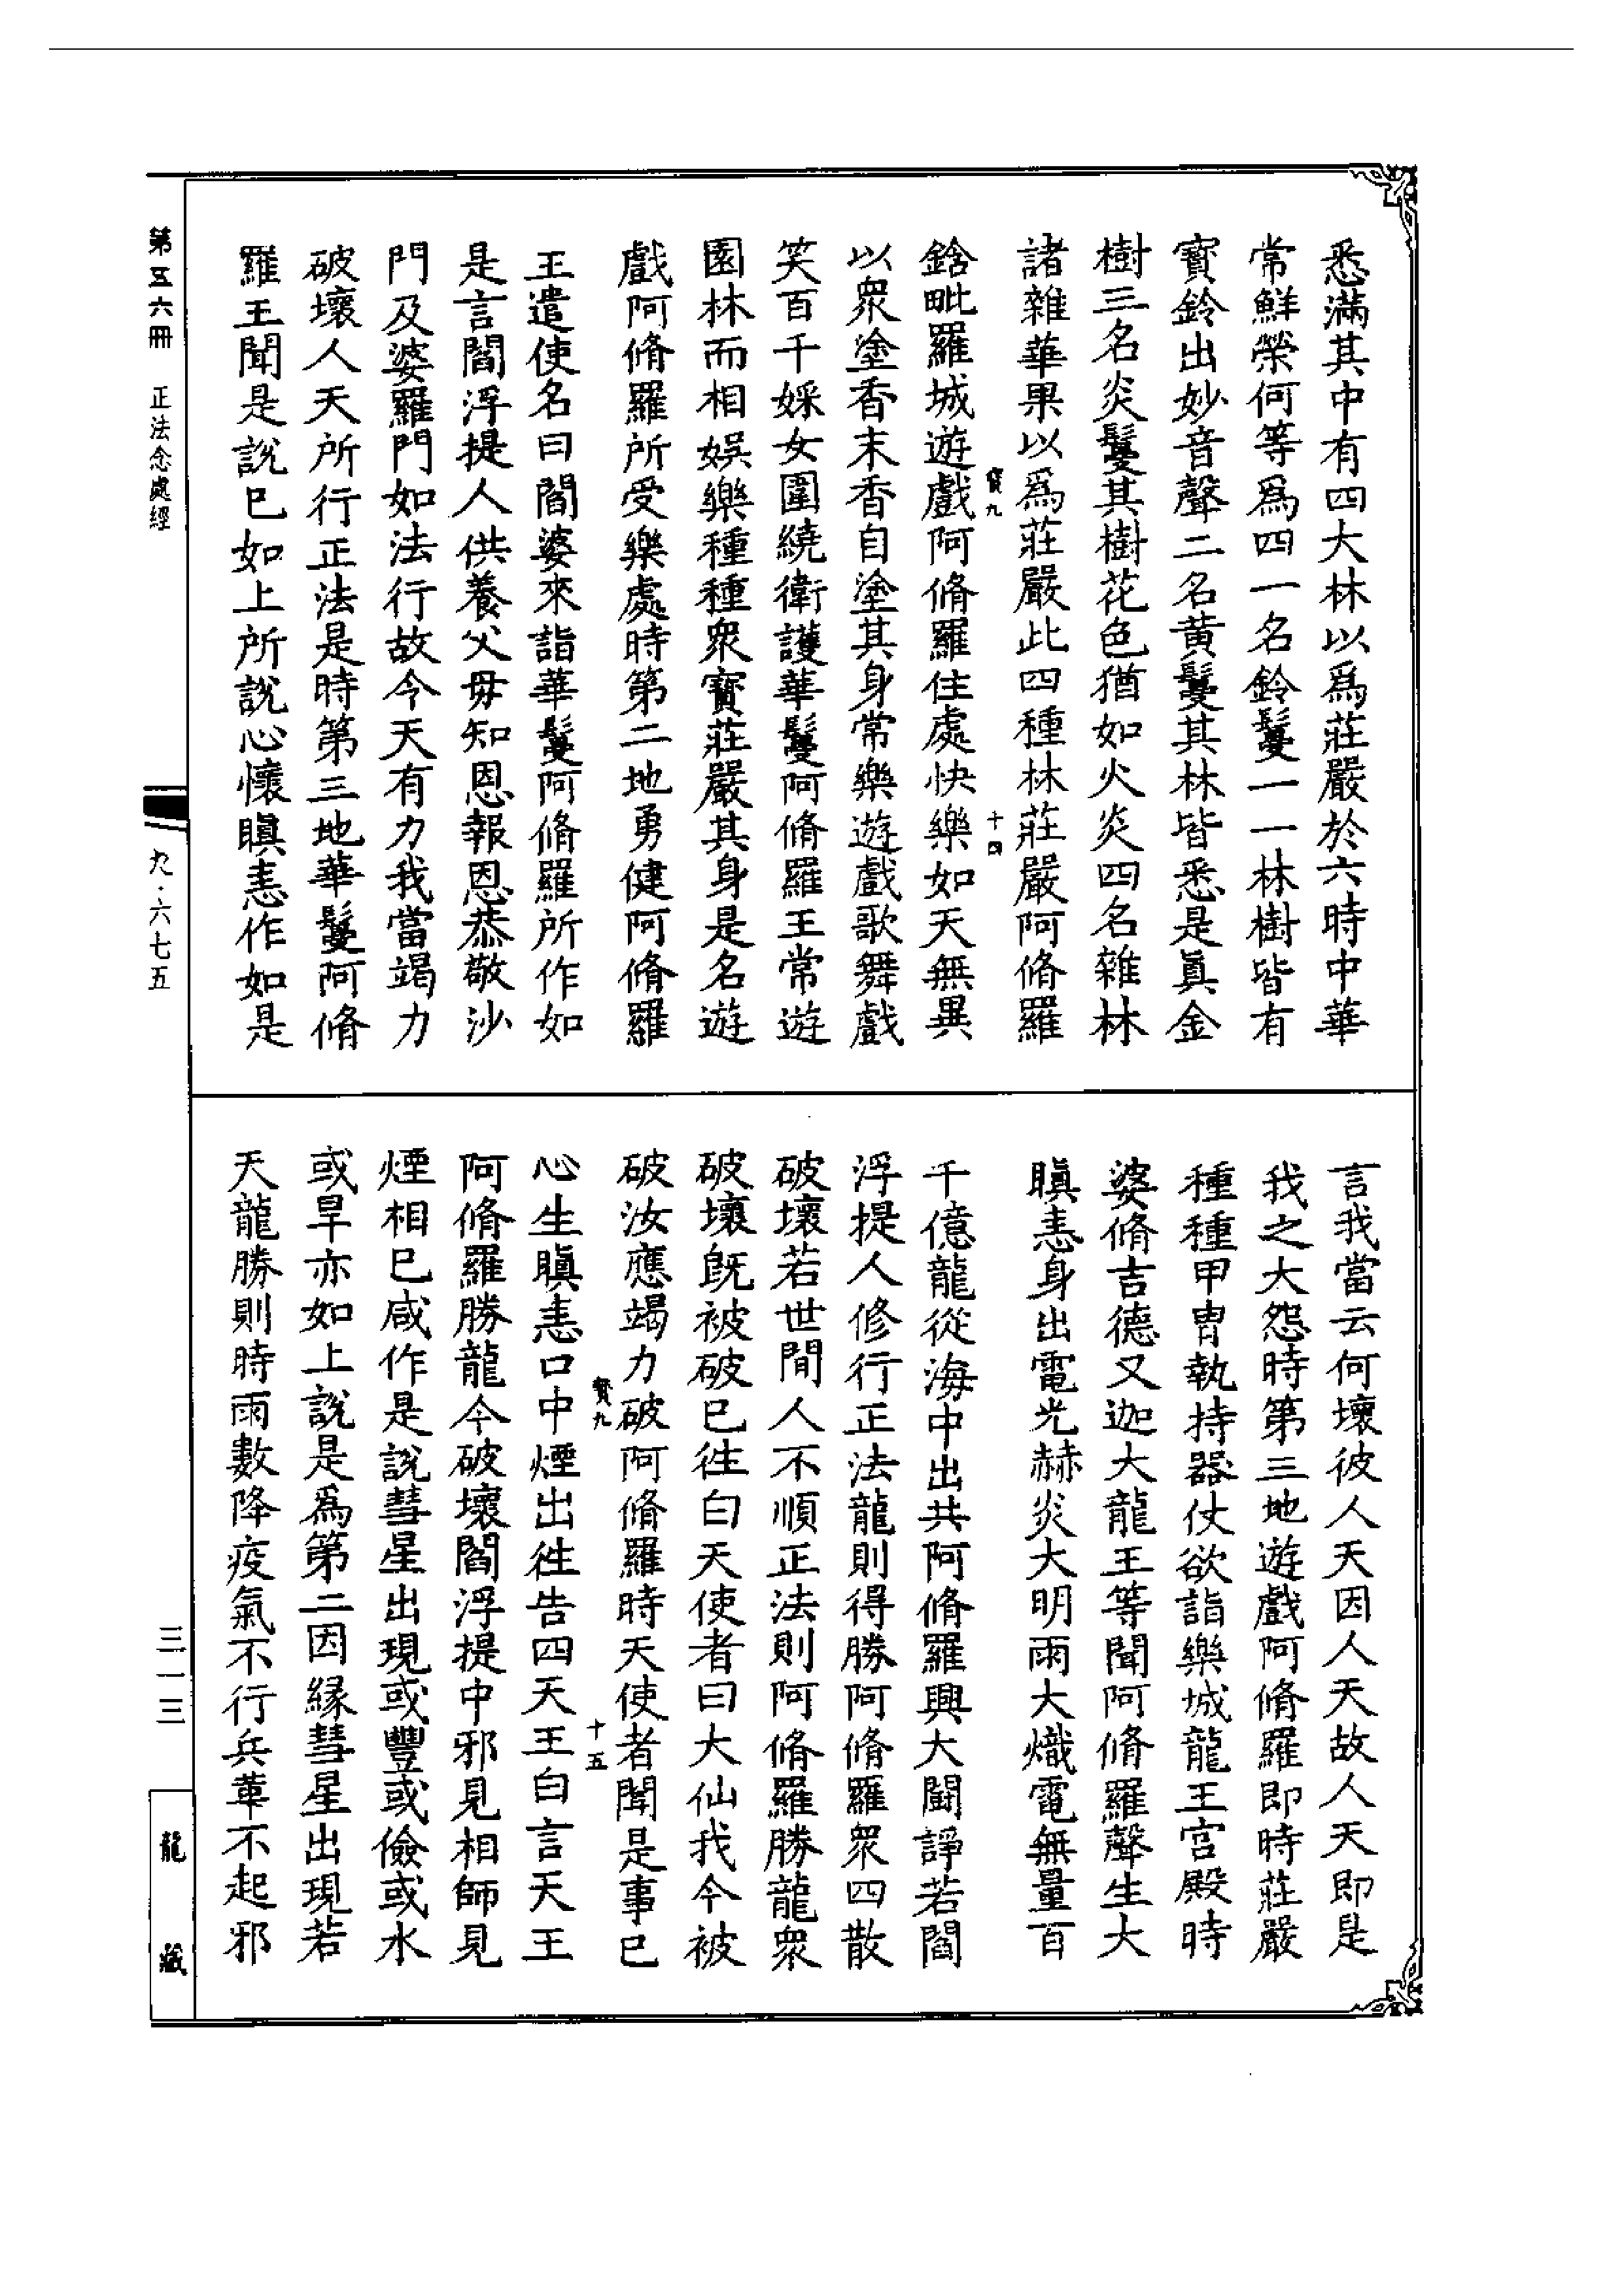 悉滿其中有四大林以爲莊嚴於六時中華
常鮮榮何等爲四一名鈴鬘一一林樹皆有
寶鈴出妙音聲二名黄鬘其林皆悉是眞金
樹三名炎鬘其樹花色猶如火炎四名雜林
諸雜華果以爲莊嚴此四種林莊嚴阿脩羅
寶九
十四
鋡毗羅城遊戲阿脩羅住處快樂如天無異
以衆塗香末香自塗其身常樂遊戲歌舞戲
笑百千婇女圍繞衛護華鬘阿脩羅王常遊
園林而相娛樂種種衆寶莊嚴其身是名遊
戲阿脩羅所受樂處時第二地勇健阿脩羅
王遣使名曰閻婆來詣華鬘阿脩羅所作如
是言閻浮提人供養父毋知恩報恩恭敬沙
門及婆羅門如法行故今天有力我當竭力
破壞人天所行正法是時第三地華鬘阿脩
羅王聞是說已如上所說心懷瞋恚作如是
言我當云何壞彼人天因人天故人天即是
我之大怨時第三地遊戲阿脩羅即時莊嚴
種種甲冑執持器仗欲詣樂城龍王宫殿時
婆脩吉德又迦大龍王等聞阿脩羅聲生大
瞋恚身出電光赫炎大明雨大熾電無量百
千億龍從海中出共阿脩羅興大鬪諍若閻
浮提人修行正法龍則得勝阿脩羅衆四散
破壞若世間人不順正法則阿脩羅勝龍衆
破壞旣被破已徃白天使者曰大仙我今被
破汝應竭力破阿脩羅時天使者聞是事已
寶九
十五
心生瞋恚口中煙出徃告四天王白言天王
阿脩羅勝龍今破壞閻浮提中邪見相師見
煙相已咸作是說彗星出現或豐或儉或水
或旱亦如上說是爲第二因緣彗星出現若
天龍勝則時雨數降疫氣不行兵革不起邪
第五六冊　正法念處經
九·六七五
三一三
龍藏